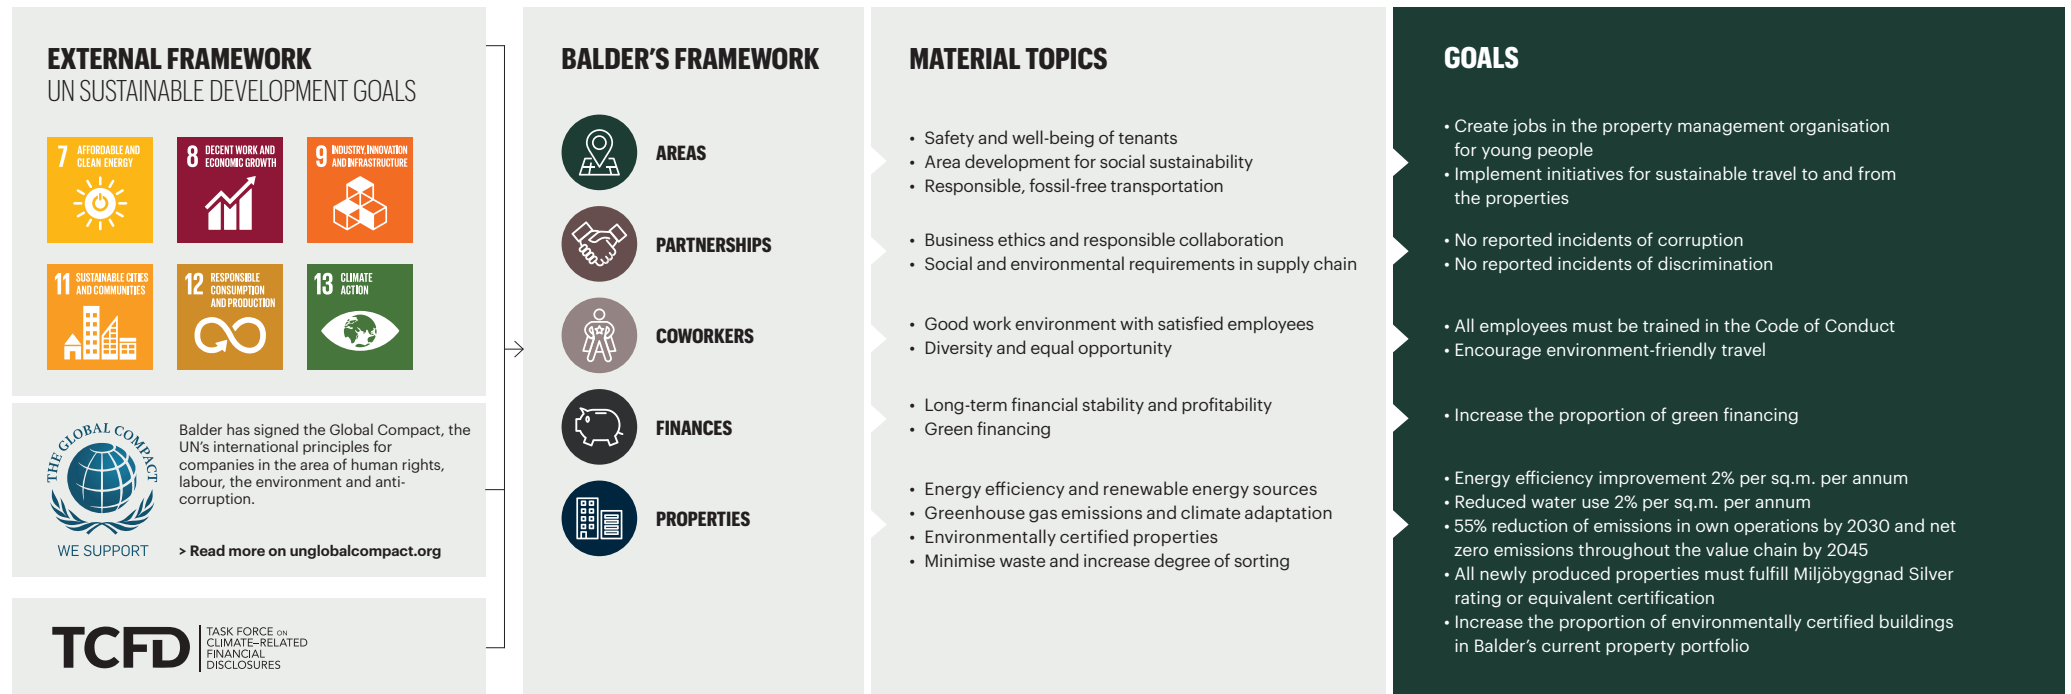 EXTERNAL FRAMEWORK
UN SUSTAINABLE DEVELOPMENT GOALS
7 AFFORDABLE AND
CLEAN ENERGY
8 DECENT WORK AND
ECONOMIC GROWTH
9 INDUSTRY, INNOVATION
AND INFRASTRUCTURE
11 SUSTAINABLE CITIES
AND COMMUNITIES
12 RESPONSIBLE
CONSUMPTION
AND PRODUCTION
13 CLIMATE
ACTION
THE GLOBAL COMPACT
WE SUPPORT
Balder has signed the Global Compact, the
UN's international principles for
companies in the area of human rights,
labour, the environment and anti-
corruption.
> Read more on unglobalcompact.org
TCFD
TASK FORCE ON
CLIMATE-RELATED
FINANCIAL
DISCLOSURES
BALDER'S FRAMEWORK
AREAS
PARTNERSHIPS
COWORKERS
FINANCES
PROPERTIES
MATERIAL TOPICS
• Safety and well-being of tenants
• Area development for social sustainability
• Responsible, fossil-free transportation
• Business ethics and responsible collaboration
• Social and environmental requirements in supply chain
• Good work environment with satisfied employees
• Diversity and equal opportunity
• Long-term financial stability and profitability
• Green financing
• Energy efficiency and renewable energy sources
• Greenhouse gas emissions and climate adaptation
• Environmentally certified properties
• Minimise waste and increase degree of sorting
GOALS
• Create jobs in the property management organisation
for young people
• Implement initiatives for sustainable travel to and from
the properties
• No reported incidents of corruption
• No reported incidents of discrimination
• All employees must be trained in the Code of Conduct
• Encourage environment-friendly travel
• Increase the proportion of green financing
• Energy efficiency improvement 2% per sq.m. per annum
• Reduced water use 2% per sq.m. per annum
• 55% reduction of emissions in own operations by 2030 and net
zero emissions throughout the value chain by 2045
• All newly produced properties must fulfill Miljöbyggnad Silver
rating or equivalent certification
• Increase the proportion of environmentally certified buildings
in Balder's current property portfolio